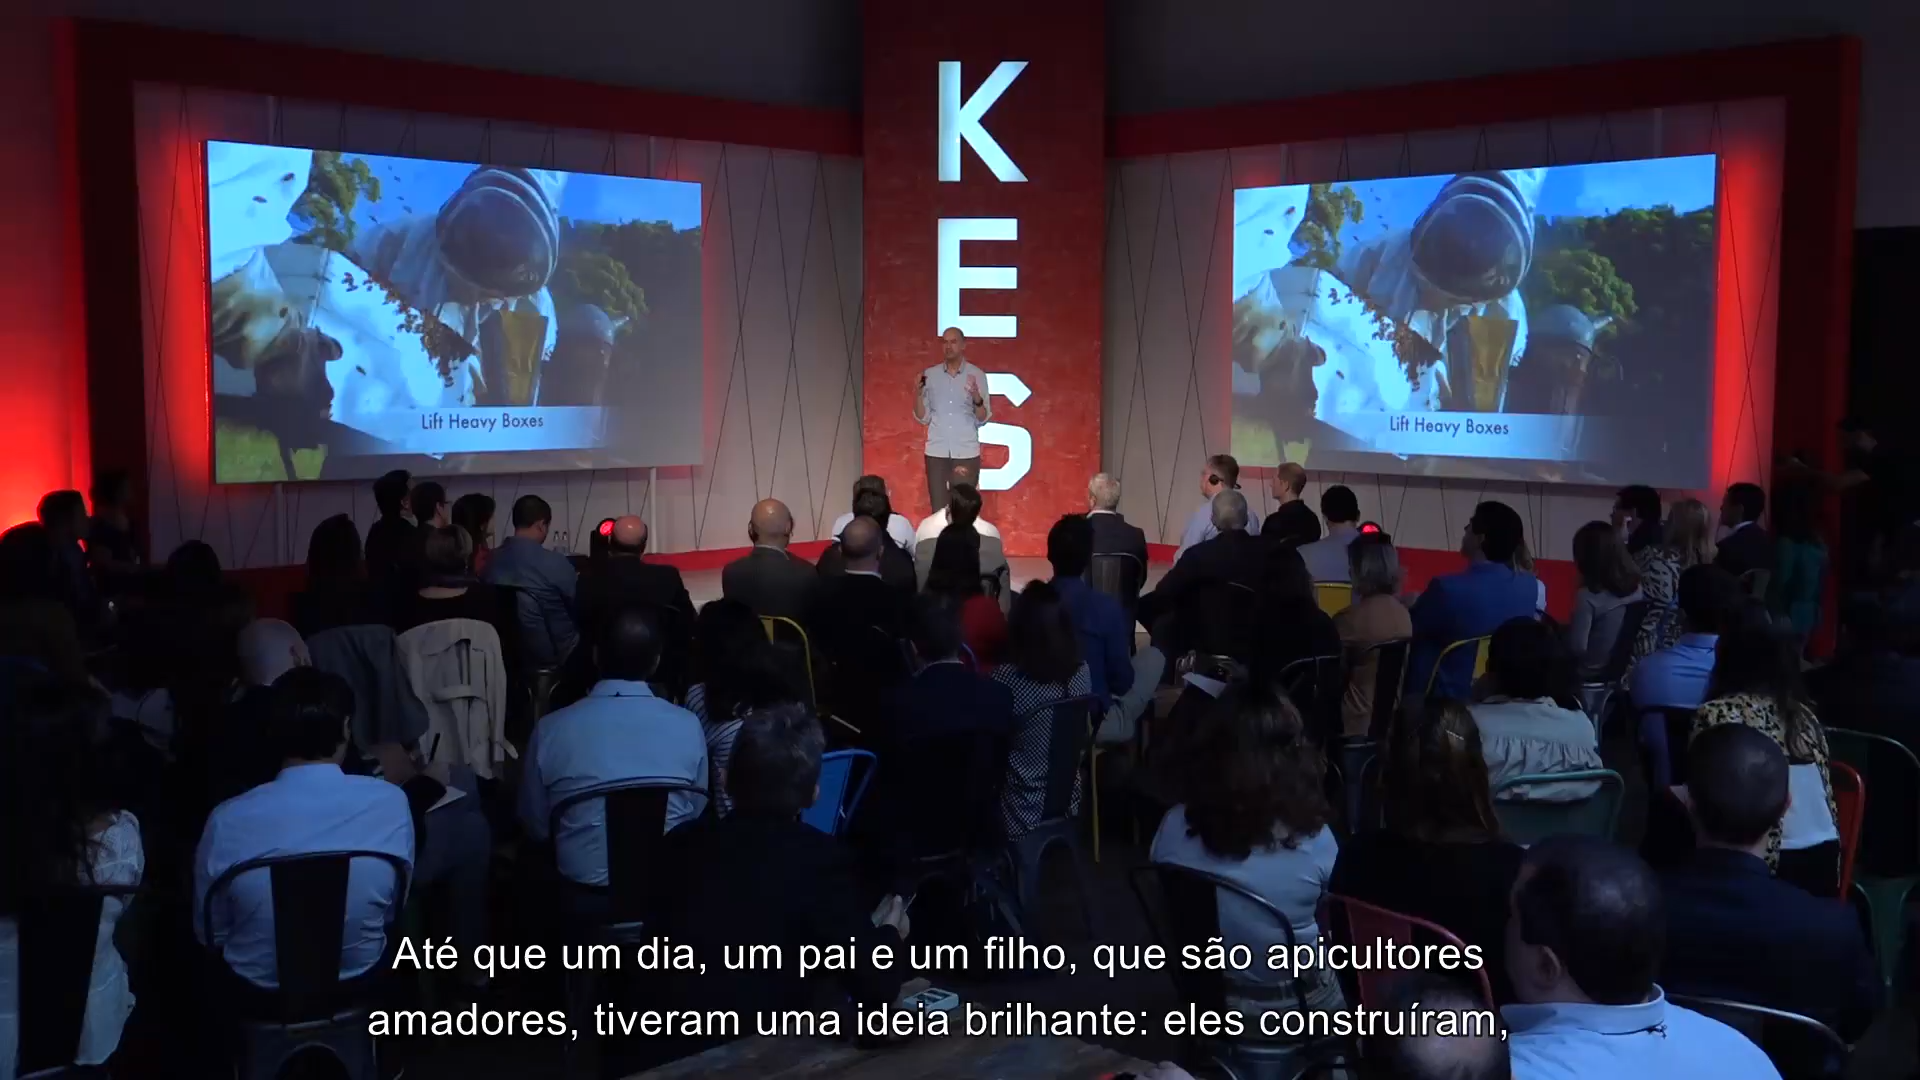 K
E
S
Lift Heavy Boxes
Lift Heavy Boxes
Até que um dia, um pai e um filho, que são apicultores
amadores, tiveram uma ideia brilhante: eles construíram,